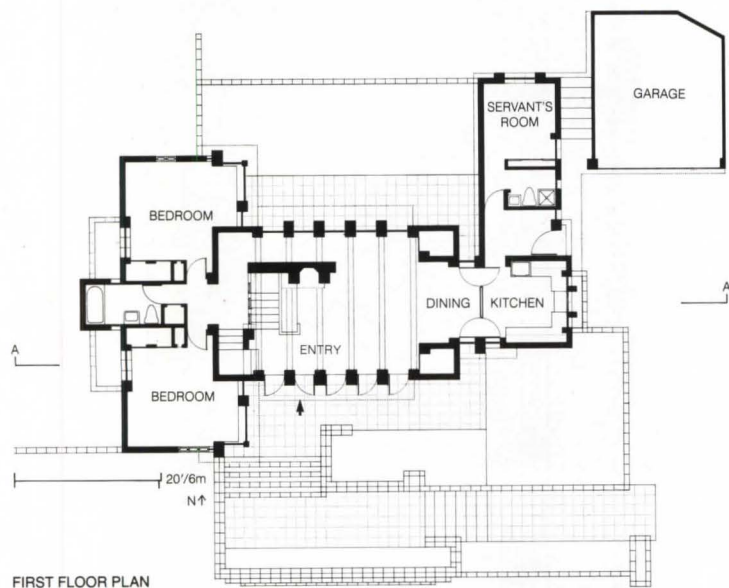 GARAGE
SERVANT'S
ROOM
BEDROOM
A
DINING
KITCHEN
ENTRY
A
BEDROOM
20'/6m
N↑
FIRST FLOOR PLAN